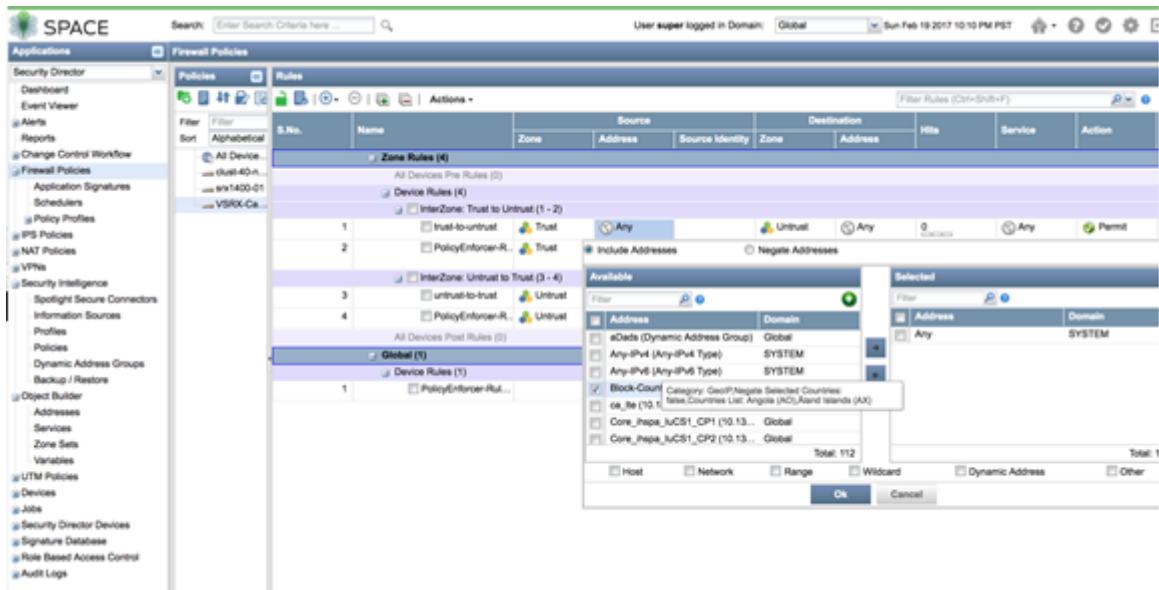 SPACE
Search: Enter Search Criteria here ...
User super logged in Domain: Global
Sun Feb 19 2017 10:10 PM PST
Applications
Firewall Policies
Security Director
Dashboard
Event Viewer
Alerts
Reports
Change Control Workflow
Firewall Policies
Application Signatures
Schedulers
Policy Profiles
IPS Policies
NAT Policies
VPNs
Security Intelligence
Spotlight Secure Connectors
Information Sources
Profiles
Policies
Dynamic Address Groups
Backup / Restore
Object Builder
Addresses
Services
Zone Sets
Variables
UTM Policies
Devices
Jobs
Security Director Devices
Signature Database
Role Based Access Control
Audit Logs
Policies
Filter Filter
Sort Alphabetical
All Device...
clust-40-n...
srx1400-01
VSRX-Ca...
Rules
Actions
Filter Rules (Ctrl+Shift+F)
S.No. Name Source Destination Hits Service Action
Zone Address Source Identity Zone Address
Zone Rules (4)
All Devices Pre Rules (0)
Device Rules (4)
InterZone: Trust to Untrust (1 - 2)
1 trust-to-untrust Trust Any Untrust Any 0 Any Permit
2 PolicyEnforcer-R... Trust
InterZone: Untrust to Trust (3 - 4)
3 untrust-to-trust Untrust
4 PolicyEnforcer-R... Untrust
All Devices Post Rules (0)
Global (1)
Device Rules (1)
1 PolicyEnforcer-Rul...
Include Addresses Negate Addresses
Available
Filter
Address Domain
aDads (Dynamic Address Group) Global
Any-IPv4 (Any-IPv4 Type) SYSTEM
Any-IPv6 (Any-IPv6 Type) SYSTEM
Block-Count
Category: GeoIP,Negate Selected Countries:
false,Countries List: Angola (AO),Aland Islands (AX)
Core_ihspa_luCS1_CP1 (10.13... Global
Core_ihspa_luCS1_CP2 (10.13... Global
Total: 112
Selected
Filter
Address Domain
Any SYSTEM
Total: 1
Host Network Range Wildcard Dynamic Address Other
Ok Cancel